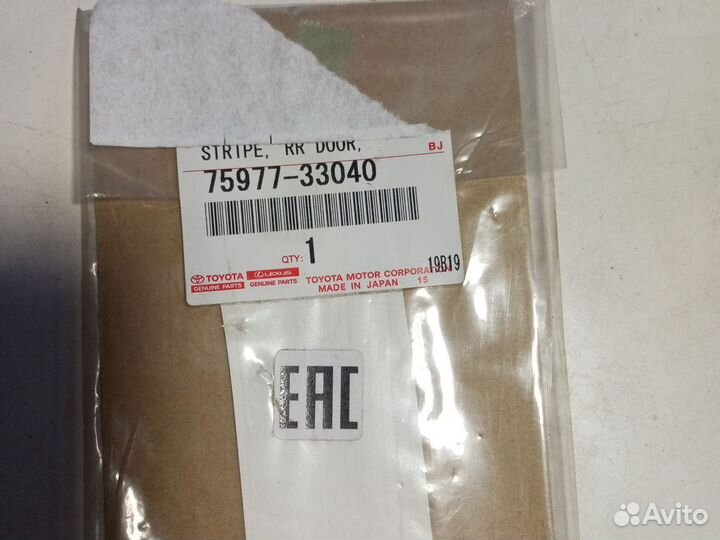 STRIPE, RR DOOR,
BJ
75977-33040
QTY: 1
19B19
TOYOTA
GENUINE PARTS
LEXUS
GENUINE PARTS
TOYOTA MOTOR CORPORATION
MADE IN JAPAN 15
EAC
Avito